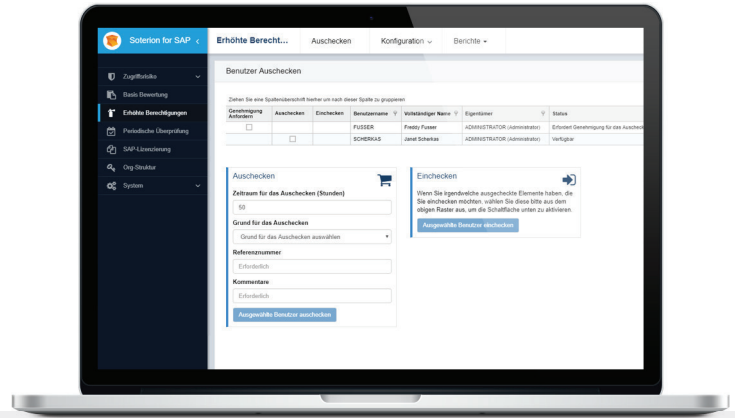 Soterion for SAP
Erhöhte Berecht...
Auschecken
Konfiguration
Berichte
Zugriffsrisiko
Basis Bewertung
Erhöhte Berechtigungen
Periodische Überprüfung
SAP-Lizenzierung
Org-Struktur
System
Benutzer Auschecken
Ziehen Sie eine Spaltenüberschrift hierher um nach dieser Spalte zu gruppieren
Genehmigung Anfordern Auschecken Einchecken Benutzername Vollständiger Name Eigentümer Status
FUSSER Freddy Fusser ADMINISTRATOR (Administrator) Erfordert Genehmigung für das Auscheck
SCHERKAS Janet Scherkas ADMINISTRATOR (Administrator) Verfügbar
Auschecken
Zeitraum für das Auschecken (Stunden)
50
Grund für das Auschecken
Grund für das Auschecken auswählen
Referenznummer
Erforderlich
Kommentare
Erforderlich
Ausgewählte Benutzer auschecken
Einchecken
Wenn Sie irgendwelche ausgecheckte Elemente haben, die
Sie einchecken möchten, wählen Sie diese bitte aus dem
obigen Raster aus, um die Schaltfläche unten zu aktivieren
Ausgewählte Benutzer einchecken